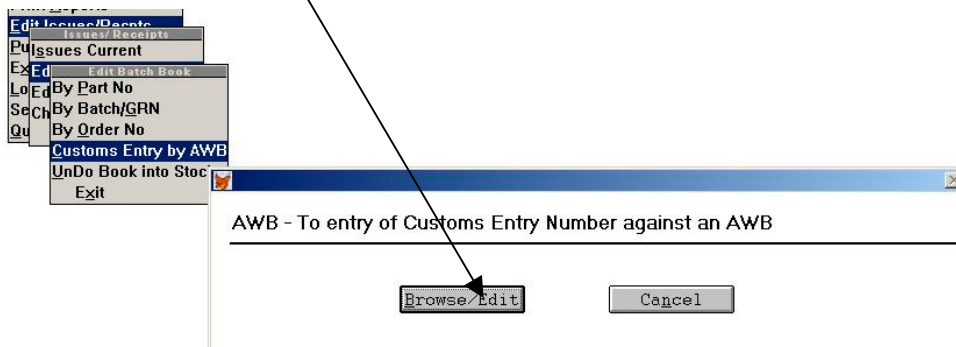 Edit Issues/Recpts
Issues/Receipts
Issues Current
Edit Batch Book
By Part No
By Batch/GRN
By Order No
Customs Entry by AWB
UnDo Book into Stoc
Exit
AWB - To entry of Customs Entry Number against an AWB
Browse/Edit
Cancel